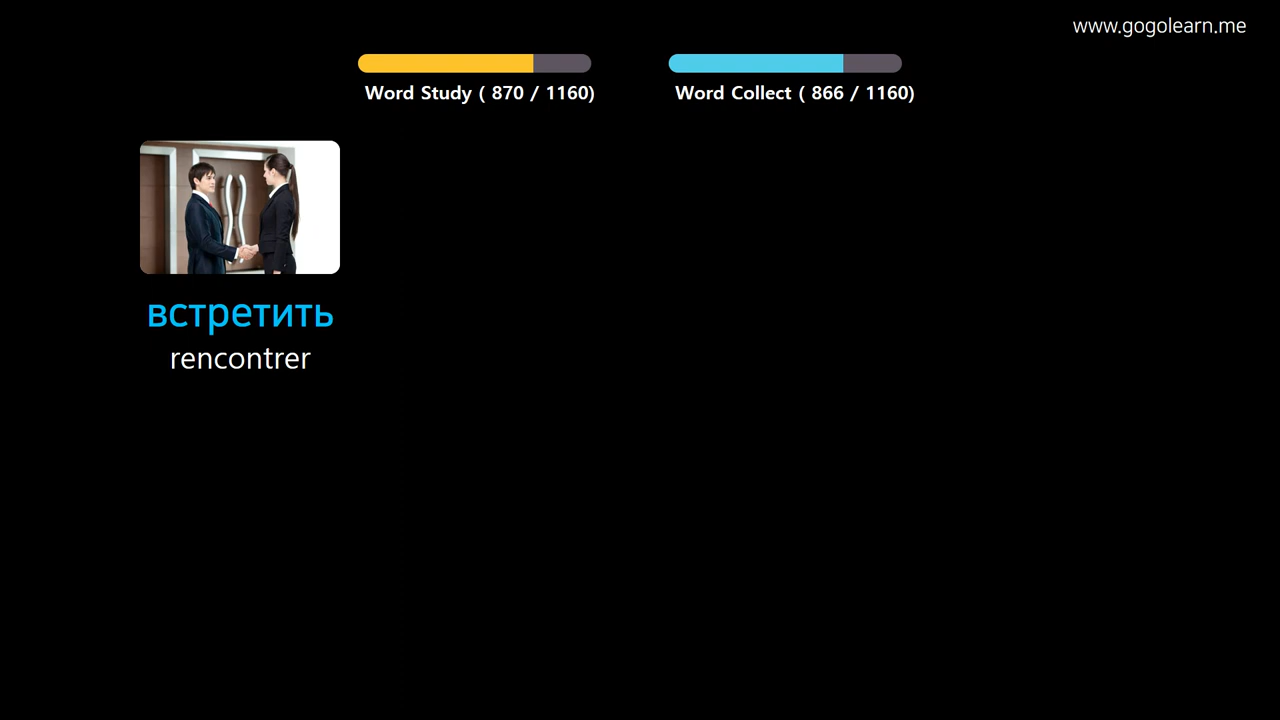 www.gogolearn.me
Word Study ( 870 / 1160)
Word Collect ( 866 / 1160)
встретить
rencontrer